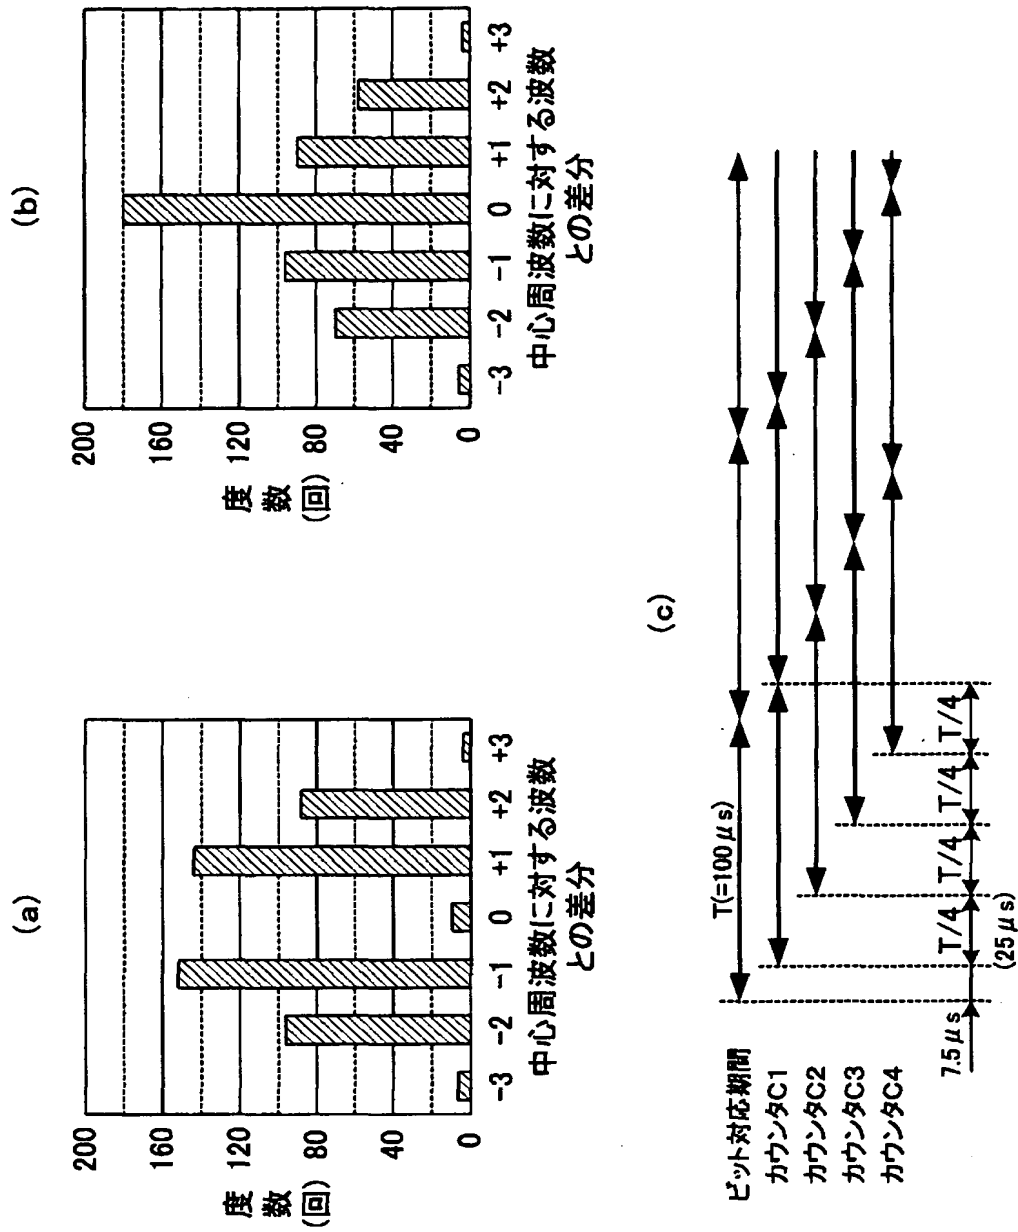 (a)
度
数
(回)
200
160
120
80
40
0
-3 -2 -1 0 +1 +2 +3
中心周波数に対する波数
との差分
(b)
度
数
(回)
200
160
120
80
40
0
-3 -2 -1 0 +1 +2 +3
中心周波数に対する波数
との差分
(c)
T(=100μs)
ビット対応期間
カウンタC1
カウンタC2
カウンタC3
カウンタC4
7.5μs
T/4 T/4 T/4 T/4
(25μs)